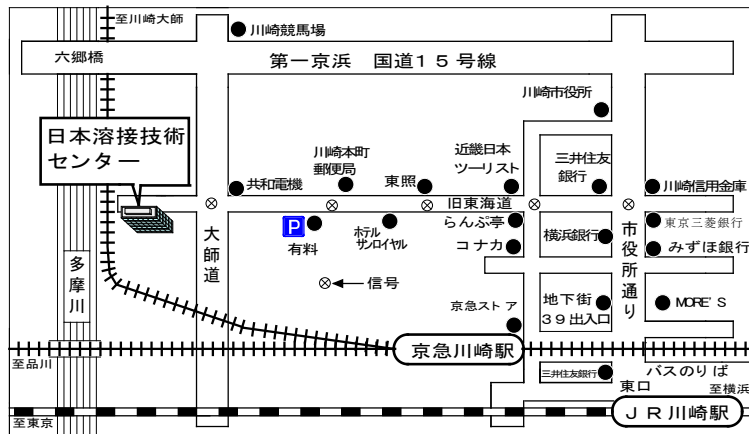 至川崎大師
川崎競馬場
六郷橋
第一京浜 国道15号線
川崎市役所
日本溶接技術
センター
川崎本町
郵便局
東照
近畿日本
ツーリスト
三井住友
銀行
共和電機
川崎信用金庫
旧東海道
P
有料
ホテル
サンロイヤル
らんぷ亭
コナカ
横浜銀行
東京三菱銀行
みずほ銀行
大師道
市役所通り
多摩川
信号
京急ストア
地下街
39出入口
MORE'S
京急川崎駅
至品川
三井住友銀行
バスのりば
東口
至横浜
至東京
JR川崎駅